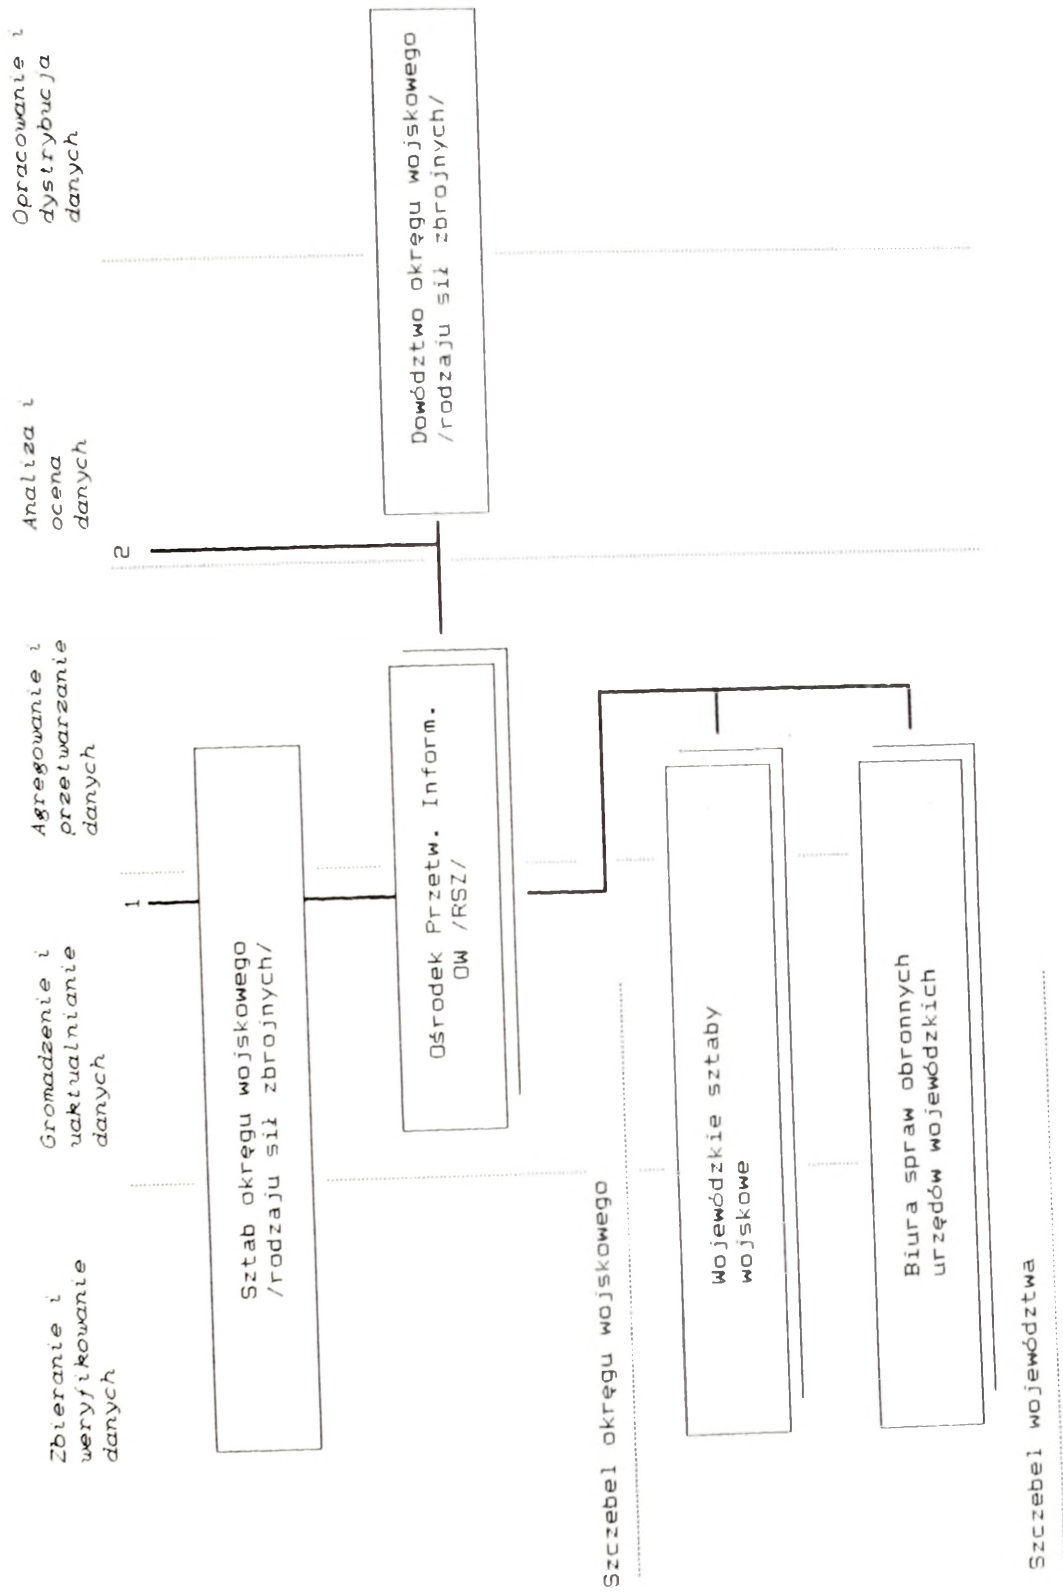 Zbieranie i
weryfikowanie
danych
Gromadzenie i
uaktualnianie
danych
Agregowanie i
przetwarzanie
danych
Analiza i
ocena
danych
Opracowanie i
dystrybucja
danych
1
2
Sztab okręgu wojskowego
/rodzaju sił zbrojnych/
Dowództwo okręgu wojskowego
/rodzaju sił zbrojnych/
Ośrodek Przetw. Inform.
OW /RSZ/
Szczebel okręgu wojskowego
Wojewódzkie sztaby
wojskowe
Biura spraw obronnych
urzędów wojewódzkich
Szczebel województwa